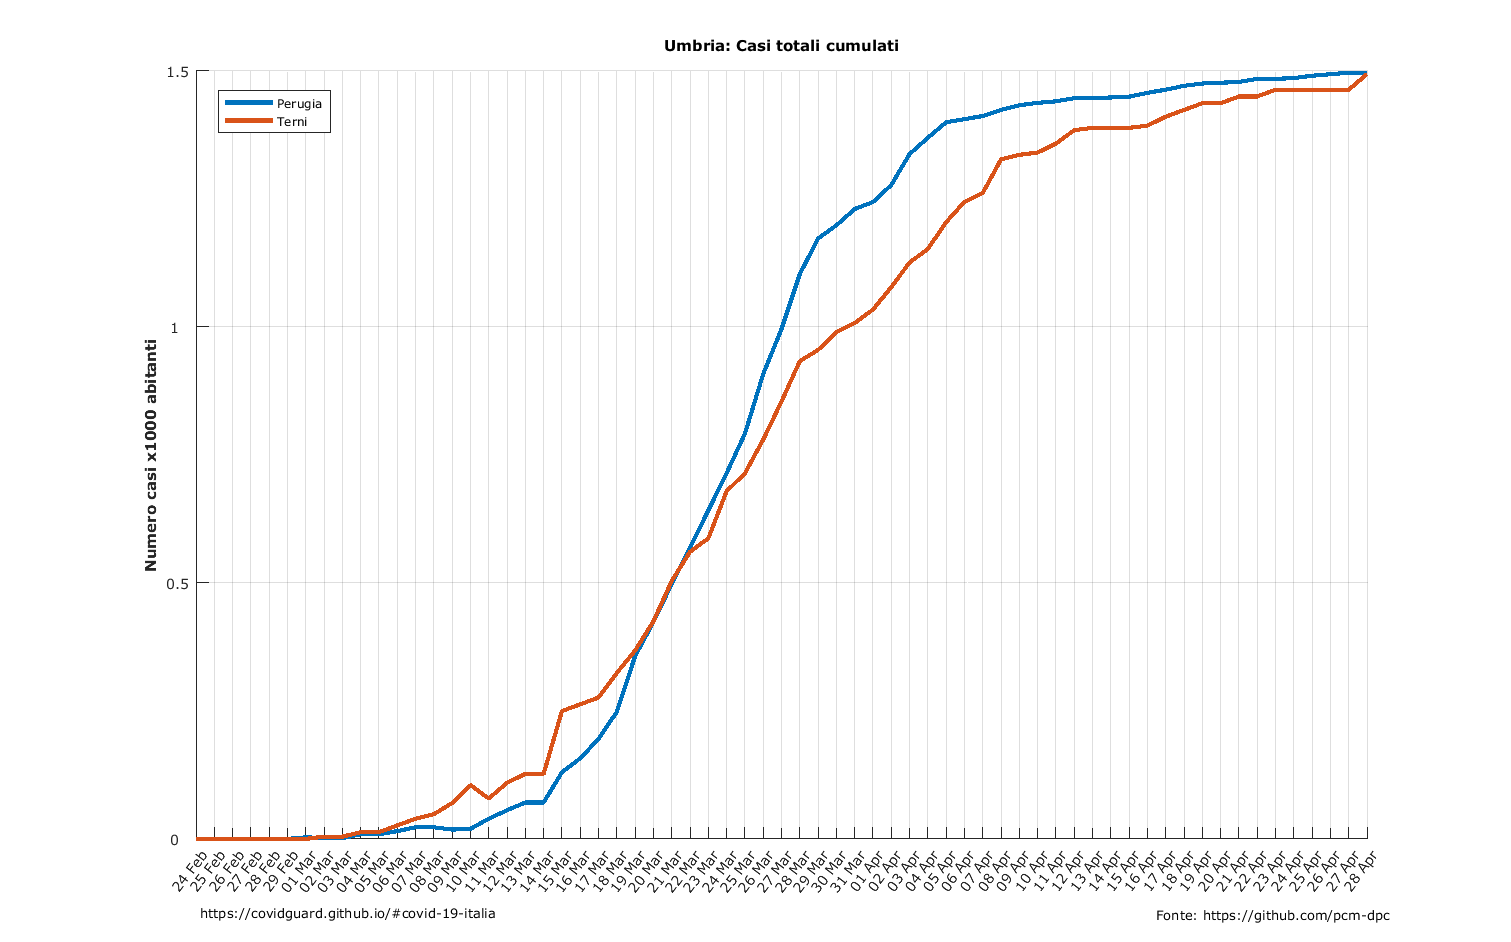 Umbria: Casi totali cumulati
Perugia
Terni
Numero casi x1000 abitanti
1.5
1
0.5
0
24 Feb
25 Feb
26 Feb
27 Feb
28 Feb
29 Feb
01 Mar
02 Mar
03 Mar
04 Mar
05 Mar
06 Mar
07 Mar
08 Mar
09 Mar
10 Mar
11 Mar
12 Mar
13 Mar
14 Mar
15 Mar
16 Mar
17 Mar
18 Mar
19 Mar
20 Mar
21 Mar
22 Mar
23 Mar
24 Mar
25 Mar
26 Mar
27 Mar
28 Mar
29 Mar
30 Mar
31 Mar
01 Apr
02 Apr
03 Apr
04 Apr
05 Apr
06 Apr
07 Apr
08 Apr
09 Apr
10 Apr
11 Apr
12 Apr
13 Apr
14 Apr
15 Apr
16 Apr
17 Apr
18 Apr
19 Apr
20 Apr
21 Apr
22 Apr
23 Apr
24 Apr
25 Apr
26 Apr
27 Apr
28 Apr
https://covidguard.github.io/#covid-19-italia
Fonte: https://github.com/pcm-dpc